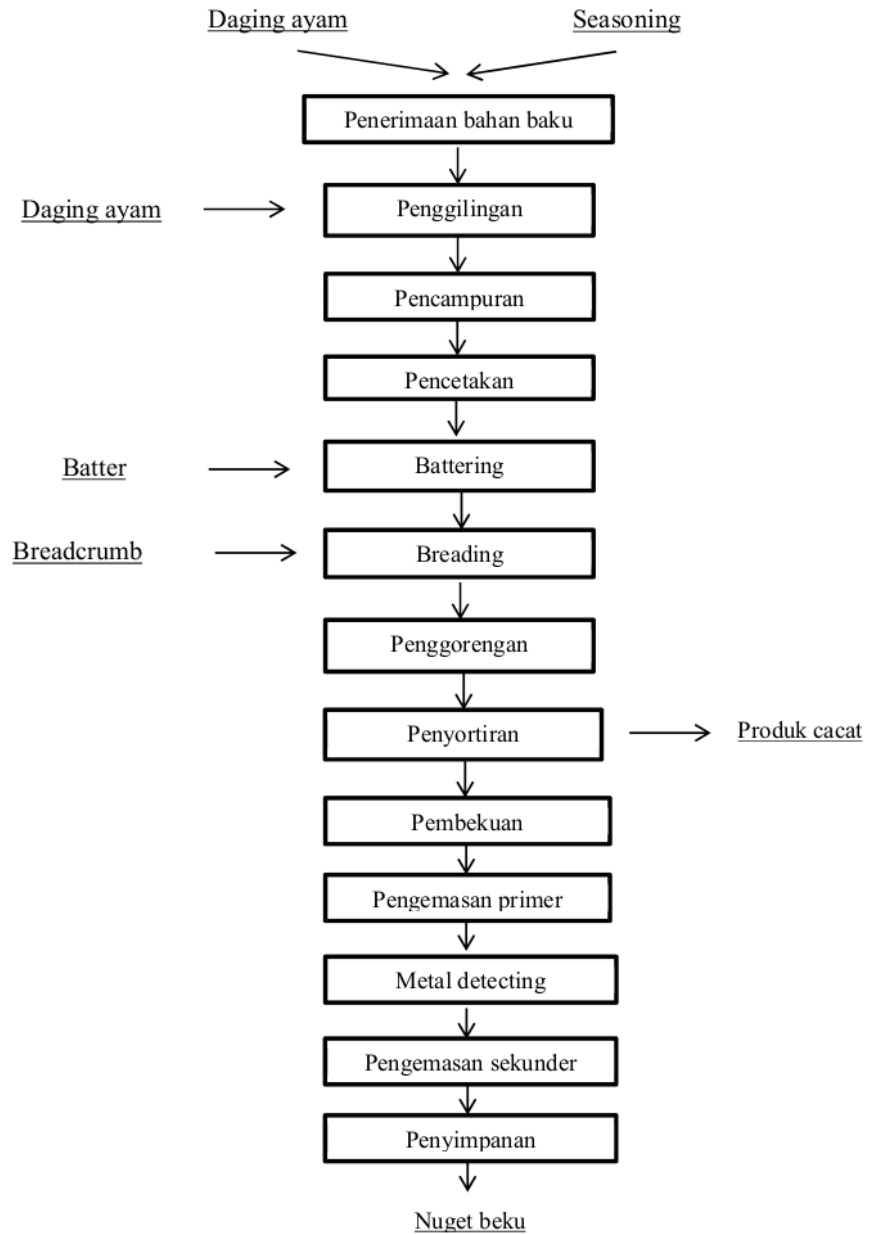 Daging ayam
Seasoning
Penerimaan bahan baku
Daging ayam
Penggilingan
Pencampuran
Pencetakan
Batter
Battering
Breadcrumb
Breading
Penggorengan
Penyortiran
Produk cacat
Pembekuan
Pengemasan primer
Metal detecting
Pengemasan sekunder
Penyimpanan
Nuget beku